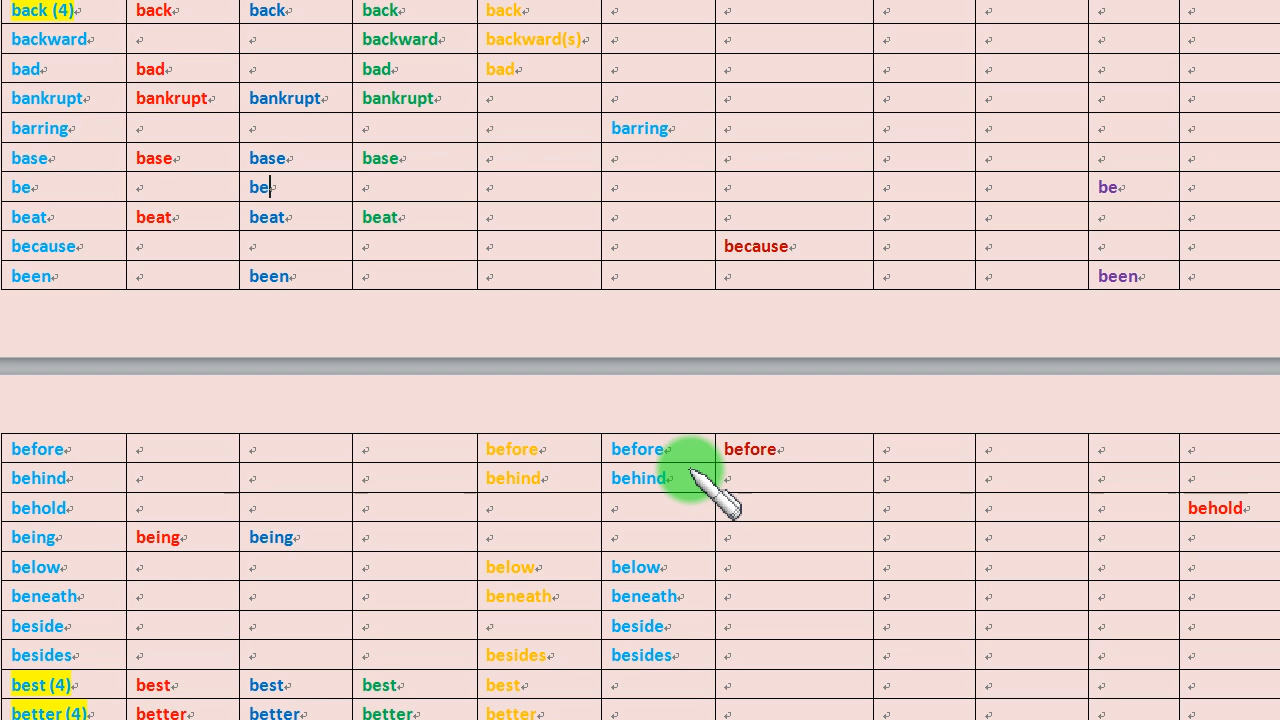 back (4) back back back back
backward backward backward(s)
bad bad bad bad
bankrupt bankrupt bankrupt bankrupt
barring barring
base base base base
be be be
beat beat beat beat
because because
been been been
before before before before
behind behind behind
behold behold
being being being
below below below
beneath beneath beneath
beside beside
besides besides besides
best (4) best best best best
better (4) better better better better